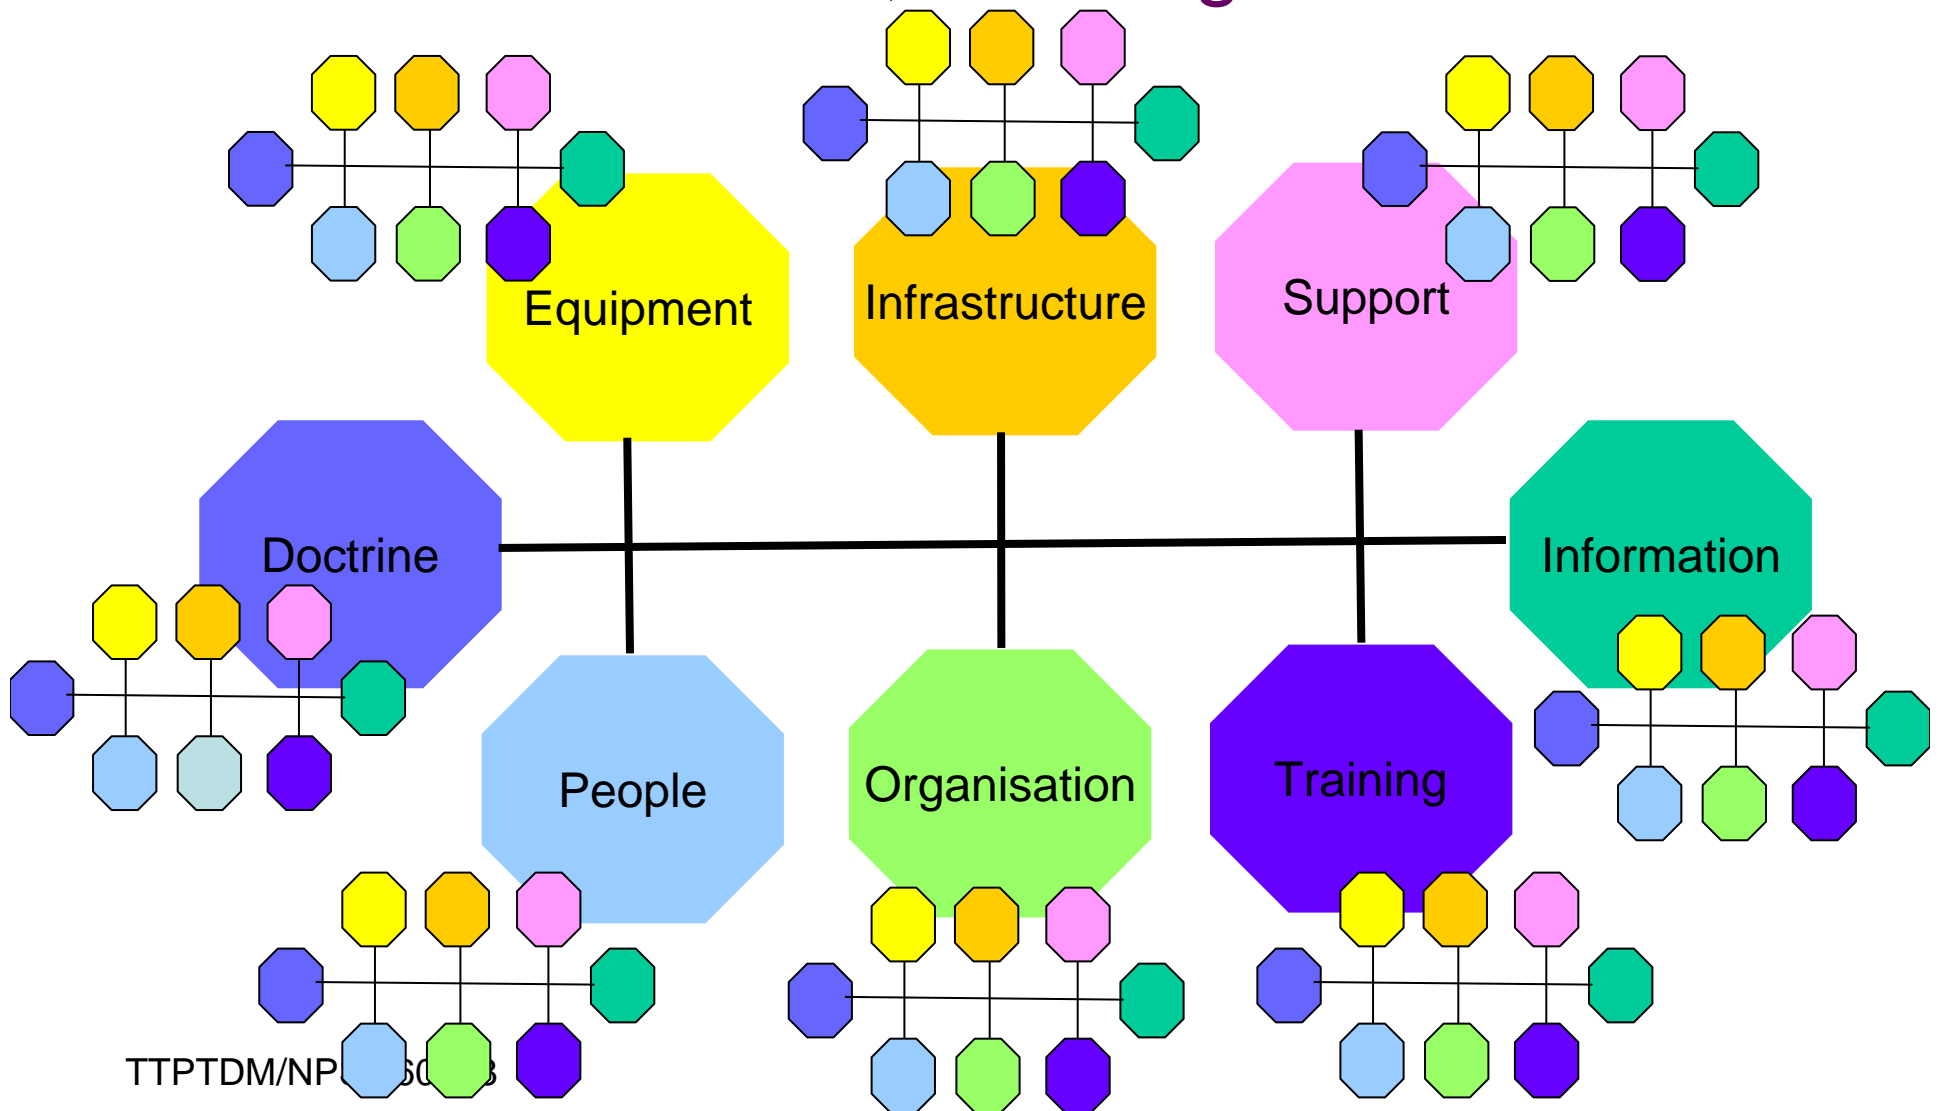 Equipment
Infrastructure
Support
Doctrine
Information
People
Organisation
Training